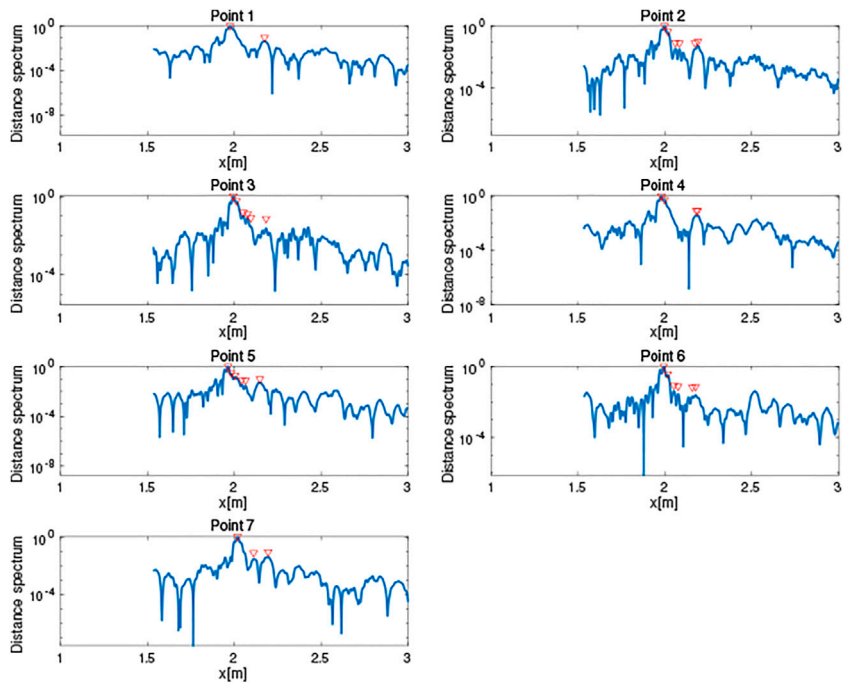 Point 1
Distance spectrum
10^0
10^-4
10^-8
1
1.5
2
2.5
3
x[m]
Point 2
Distance spectrum
10^0
10^-4
1
1.5
2
2.5
3
x[m]
Point 3
Distance spectrum
10^0
10^-4
1
1.5
2
2.5
3
x[m]
Point 4
Distance spectrum
10^0
10^-4
10^-9
1
1.5
2
2.5
3
x[m]
Point 5
Distance spectrum
10^0
10^-4
10^-8
1
1.5
2
2.5
3
x[m]
Point 6
Distance spectrum
10^0
10^-4
1
1.5
2
2.5
3
x[m]
Point 7
Distance spectrum
10^0
10^-4
1
1.5
2
2.5
3
x[m]